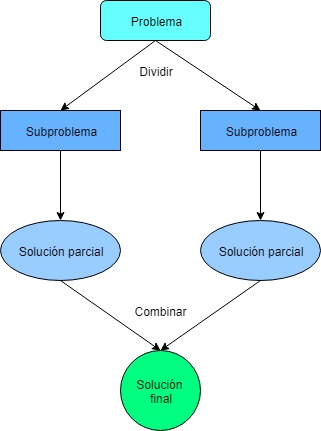 Problema
Dividir
Subproblema
Subproblema
Solución parcial
Solución parcial
Combinar
Solución
final